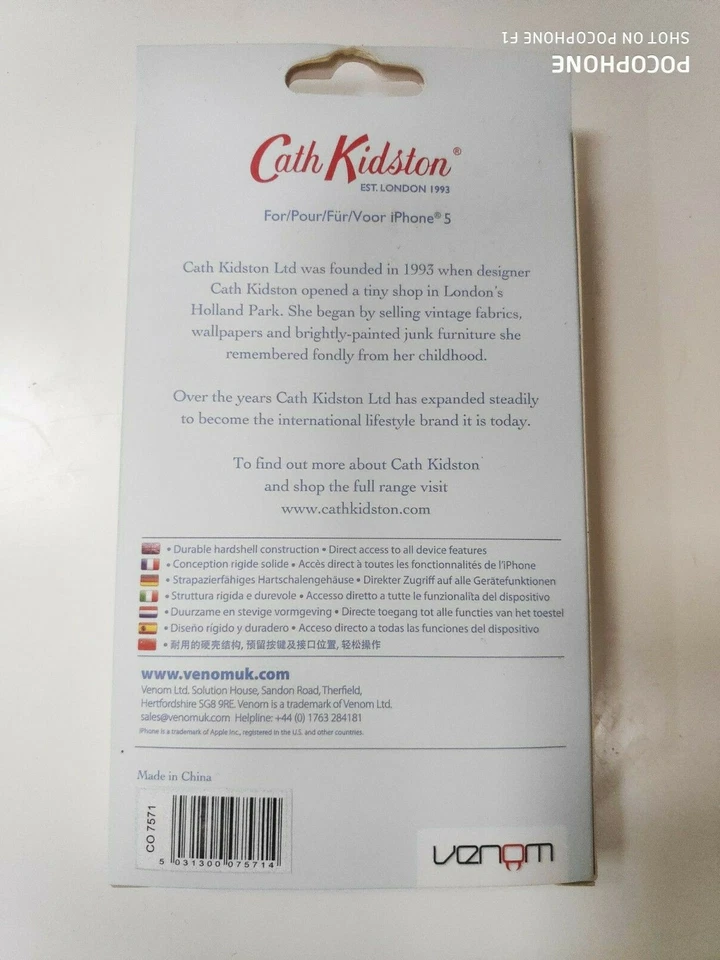 SHOT ON POCOPHONE F1
POCOPHONE
Cath Kidston®
EST. LONDON 1993
For/Pour/Für/Voor iPhone® 5
Cath Kidston Ltd was founded in 1993 when designer
Cath Kidston opened a tiny shop in London's
Holland Park. She began by selling vintage fabrics,
wallpapers and brightly-painted junk furniture she
remembered fondly from her childhood.
Over the years Cath Kidston Ltd has expanded steadily
to become the international lifestyle brand it is today.
To find out more about Cath Kidston
and shop the full range visit
www.cathkidston.com
• Durable hardshell construction • Direct access to all device features
• Conception rigide solide • Accès direct à toutes les fonctionnalités de l'iPhone
• Strapazierfähiges Hartschalengehäuse • Direkter Zugriff auf alle Gerätefunktionen
• Struttura rigida e durevole • Accesso diretto a tutte le funzionalíta del dispositivo
• Duurzame en stevige vormgeving • Directe toegang tot alle functies van het toestel
• Diseño rígido y duradero • Acceso directo a todas las funciones del dispositivo
• 耐用的硬壳结构, 预留按键及接口位置, 轻松操作
www.venomuk.com
Venom Ltd. Solution House, Sandon Road, Therfield,
Hertfordshire SG8 9RE. Venom is a trademark of Venom Ltd.
sales@venomuk.com Helpline: +44 (0) 1763 284181
iPhone is a trademark of Apple Inc., registered in the U.S. and other countries.
Made in China
CO 7571
5 031300 075714
venom